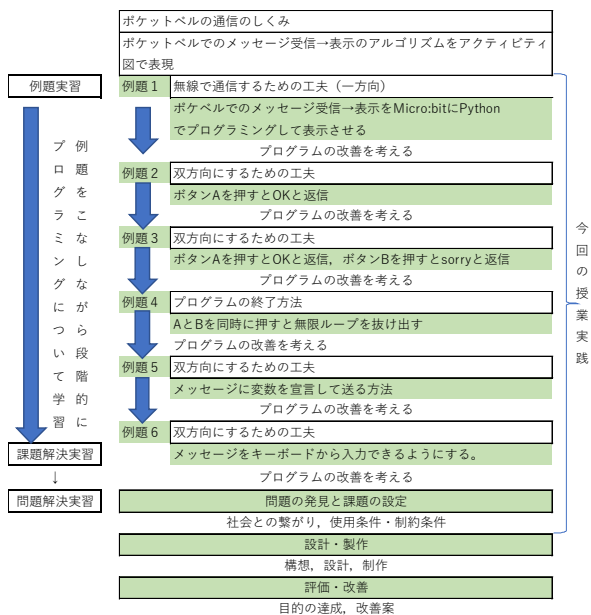 ポケットベルの通信のしくみ
ポケットベルでのメッセージ受信→表示のアルゴリズムをアクティビティ
図で表現
例題実習
例題1 無線で通信するための工夫（一方向）
ポケベルでのメッセージ受信→表示をMicro:bitにPython
でプログラミングして表示させる
プログラムの改善を考える
例題2 双方向にするための工夫
ボタンAを押すとOKと返信
プログラムの改善を考える
例題3 双方向にするための工夫
ボタンAを押すとOKと返信，ボタンBを押すとsorryと返信
プログラムの改善を考える
例題4 プログラムの終了方法
AとBを同時に押すと無限ループを抜け出す
プログラムの改善を考える
例題5 双方向にするための工夫
メッセージに変数を宣言して送る方法
プログラムの改善を考える
例題6 双方向にするための工夫
メッセージをキーボードから入力できるようにする。
プログラムの改善を考える
例題をこなしながら段階的に
プログラミングについて学習
課題解決実習
↓
問題解決実習
問題の発見と課題の設定
社会との繋がり，使用条件・制約条件
設計・製作
構想，設計，制作
評価・改善
目的の達成，改善案
今回の授業実践